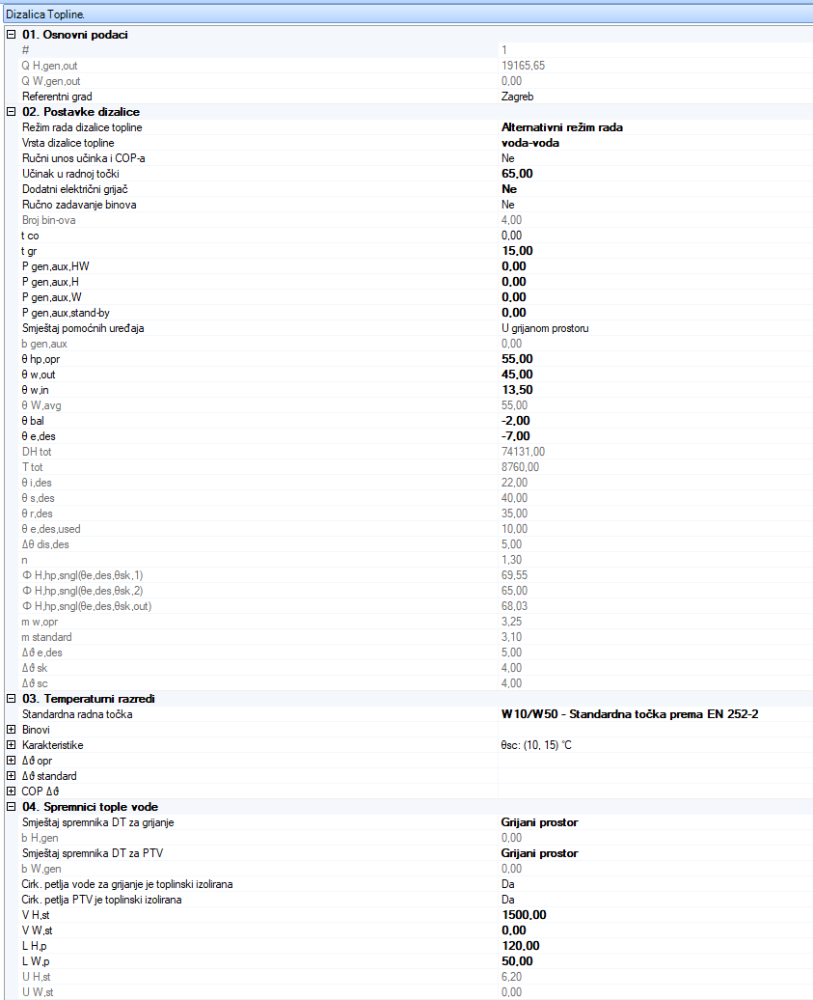 Dizalica Topline.
01. Osnovni podaci
# 1
Q H,gen,out 19165,65
Q W,gen,out 0,00
Referentni grad Zagreb
02. Postavke dizalice
Režim rada dizalice topline Alternativni režim rada
Vrsta dizalice topline voda-voda
Ručni unos učinka i COP-a Ne
Učinak u radnoj točki 65,00
Dodatni električni grijač Ne
Ručno zadavanje binova Ne
Broj bin-ova 4,00
t co 0,00
t gr 15,00
P gen,aux,HW 0,00
P gen,aux,H 0,00
P gen,aux,W 0,00
P gen,aux,stand-by 0,00
Smještaj pomoćnih uređaja U grijanom prostoru
b gen,aux 0,00
θ hp,opr 55,00
θ w,out 45,00
θ w,in 13,50
θ W,avg 55,00
θ bal -2,00
θ e,des -7,00
DH tot 74131,00
T tot 8760,00
θ i,des 22,00
θ s,des 40,00
θ r,des 35,00
θ e,des,used 10,00
Δθ dis,des 5,00
n 1,30
Φ H,hp,sngl(θe,des,θsk,1) 69,55
Φ H,hp,sngl(θe,des,θsk,2) 65,00
Φ H,hp,sngl(θe,des,θsk,out) 68,03
m w,opr 3,25
m standard 3,10
Δϑ e,des 5,00
Δϑ sk 4,00
Δϑ sc 4,00
03. Temperaturni razredi
Standardna radna točka W10/W50 - Standardna točka prema EN 252-2
Binovi
Karakteristike θsc: (10, 15) °C
Δϑ opr
Δϑ standard
COP Δϑ
04. Spremnici tople vode
Smještaj spremnika DT za grijanje Grijani prostor
b H,gen 0,00
Smještaj spremnika DT za PTV Grijani prostor
b W,gen 0,00
Cirk. petlja vode za grijanje je toplinski izolirana Da
Cirk. petlja PTV je toplinski izolirana Da
V H,st 1500,00
V W,st 0,00
L H,p 120,00
L W,p 50,00
U H,st 6,20
U W,st 0,00